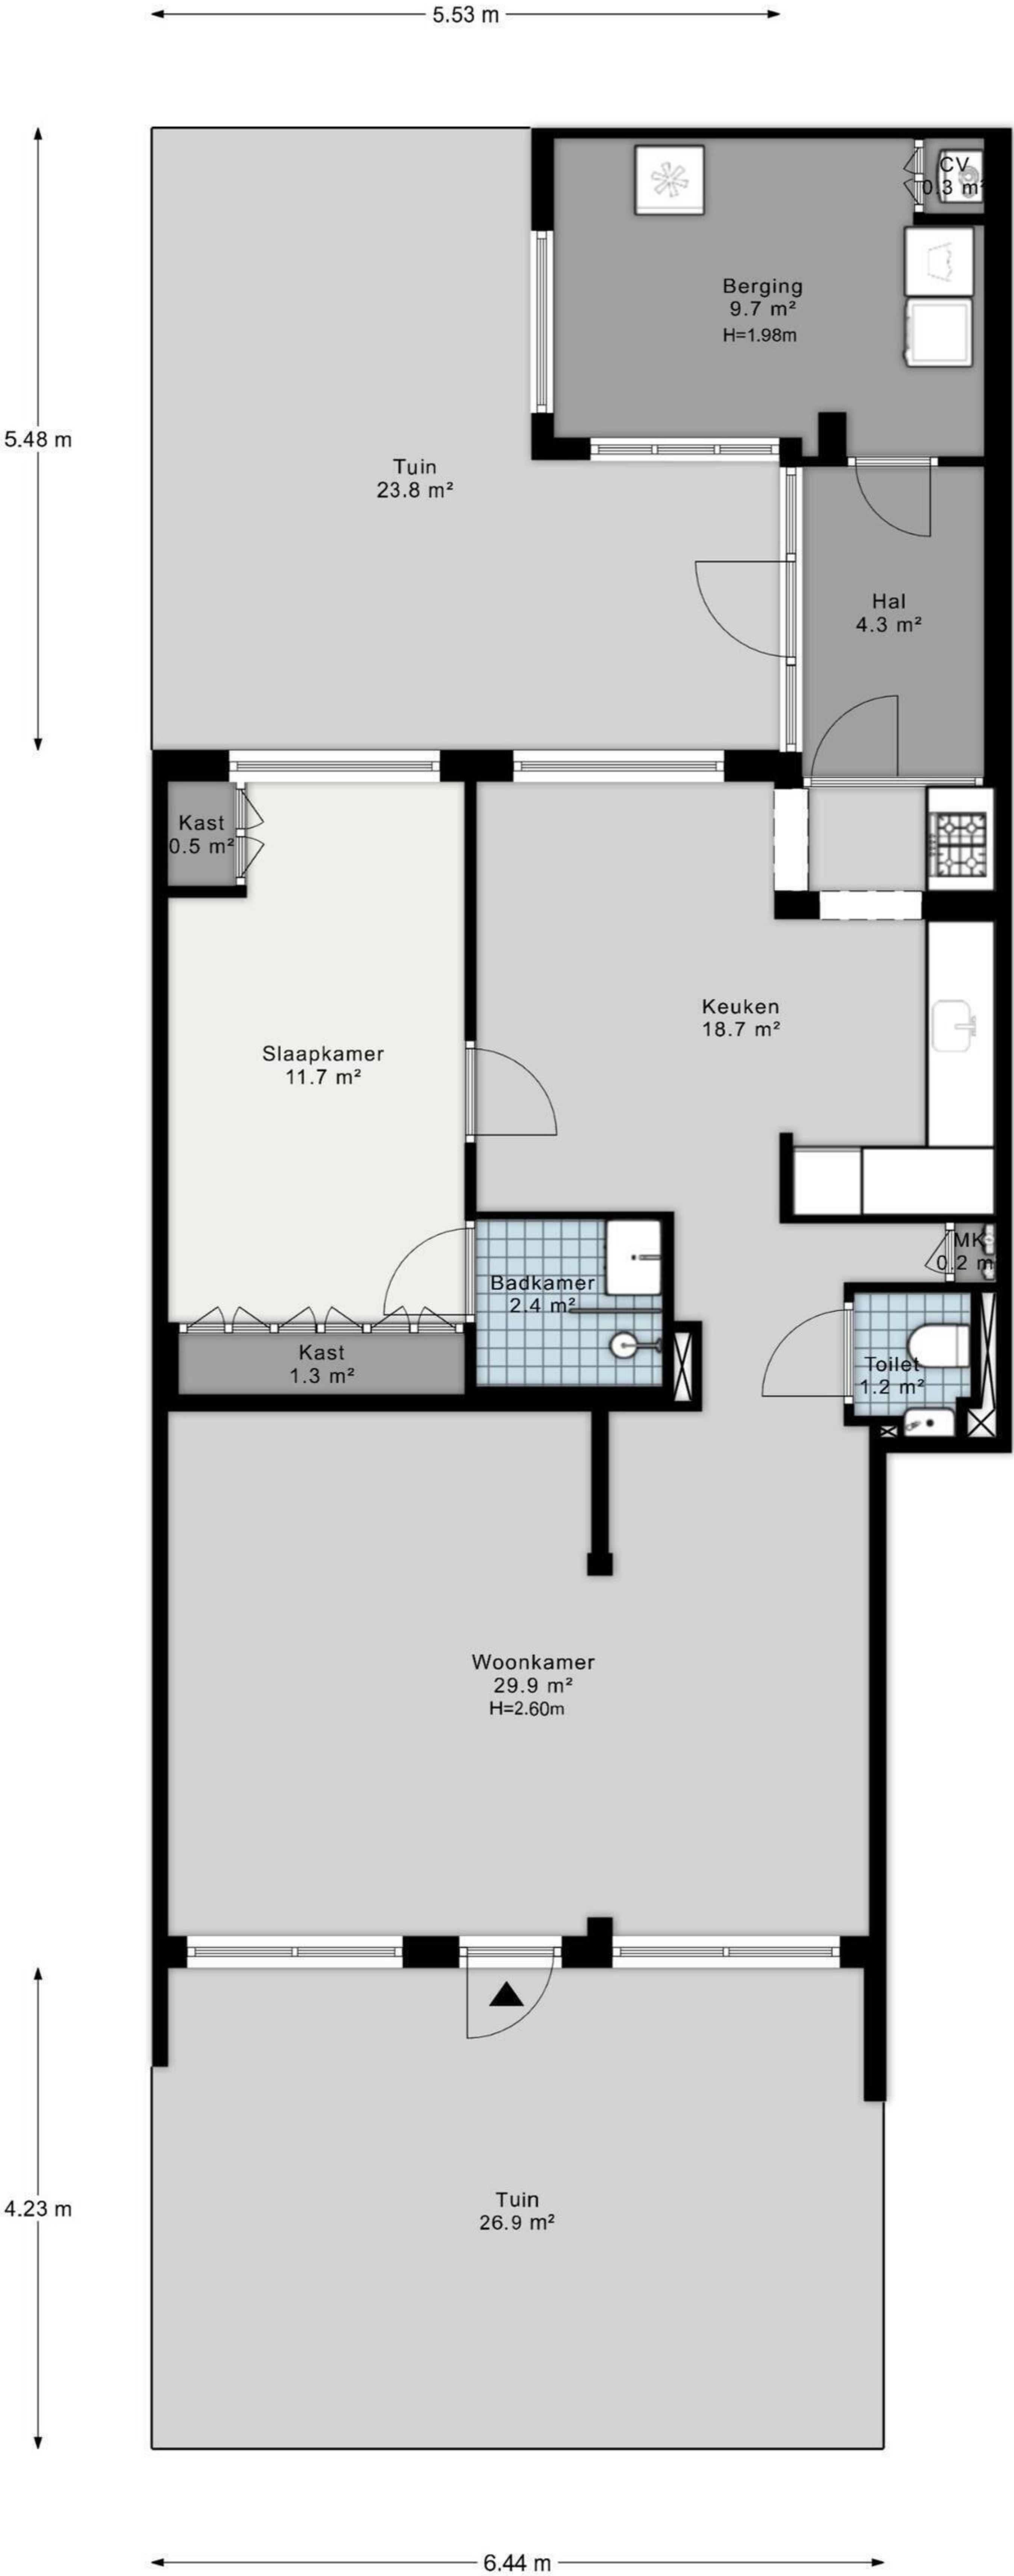 5.53 m
CV
0.3 m²
Berging
9.7 m²
H=1.98m
5.48 m
Tuin
23.8 m²
Hal
4.3 m²
Kast
0.5 m²
Keuken
18.7 m²
Slaapkamer
11.7 m²
MK
0.2 m
Badkamer
2.4 m²
Kast
1.3 m²
Toilet
1.2 m²
Woonkamer
29.9 m²
H=2.60m
Tuin
26.9 m²
4.23 m
6.44 m